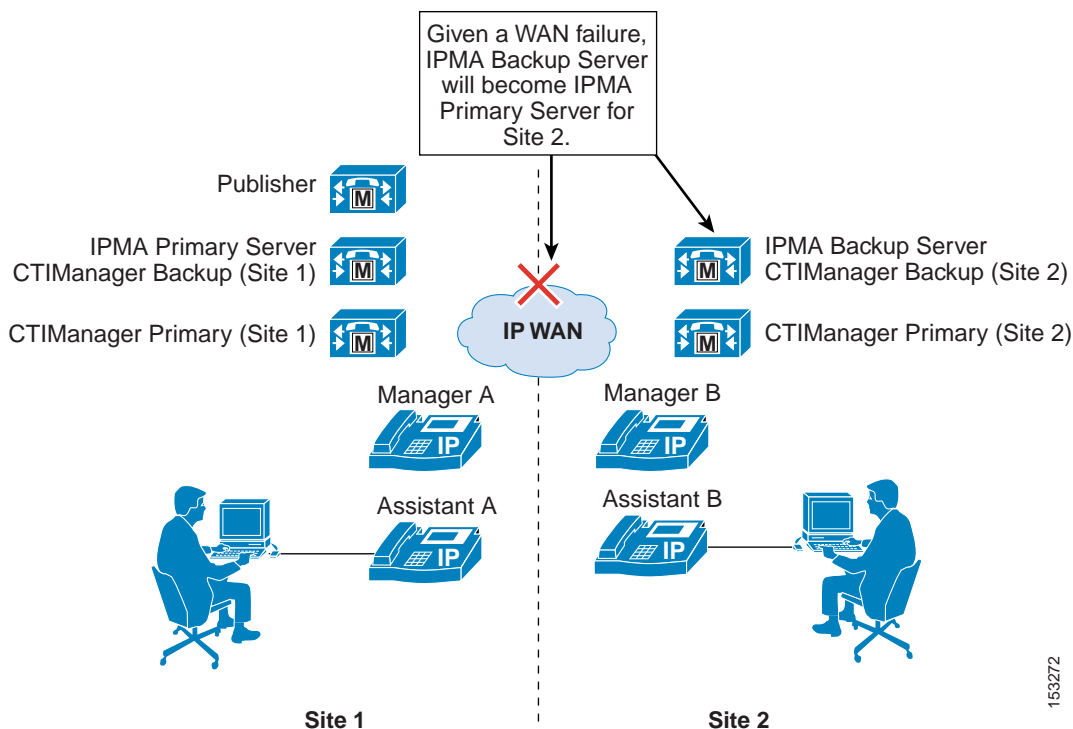 Given a WAN failure,
IPMA Backup Server
will become IPMA
Primary Server for
Site 2.
Publisher
M
IPMA Primary Server
CTIManager Backup (Site 1)
M
IPMA Backup Server
CTIManager Backup (Site 2)
M
CTIManager Primary (Site 1)
M
IP WAN
CTIManager Primary (Site 2)
M
Manager A
IP
Manager B
IP
Assistant A
IP
Assistant B
IP
Site 1
Site 2
153272